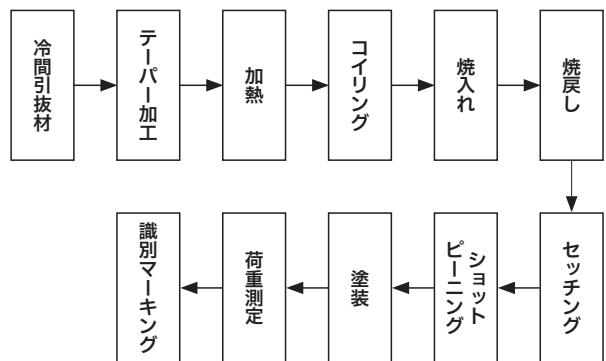 冷間引抜材
テーパー加工
加熱
コイリング
焼入れ
焼戻し
セッチング
ショット
ピーニング
塗装
荷重測定
識別マーキング